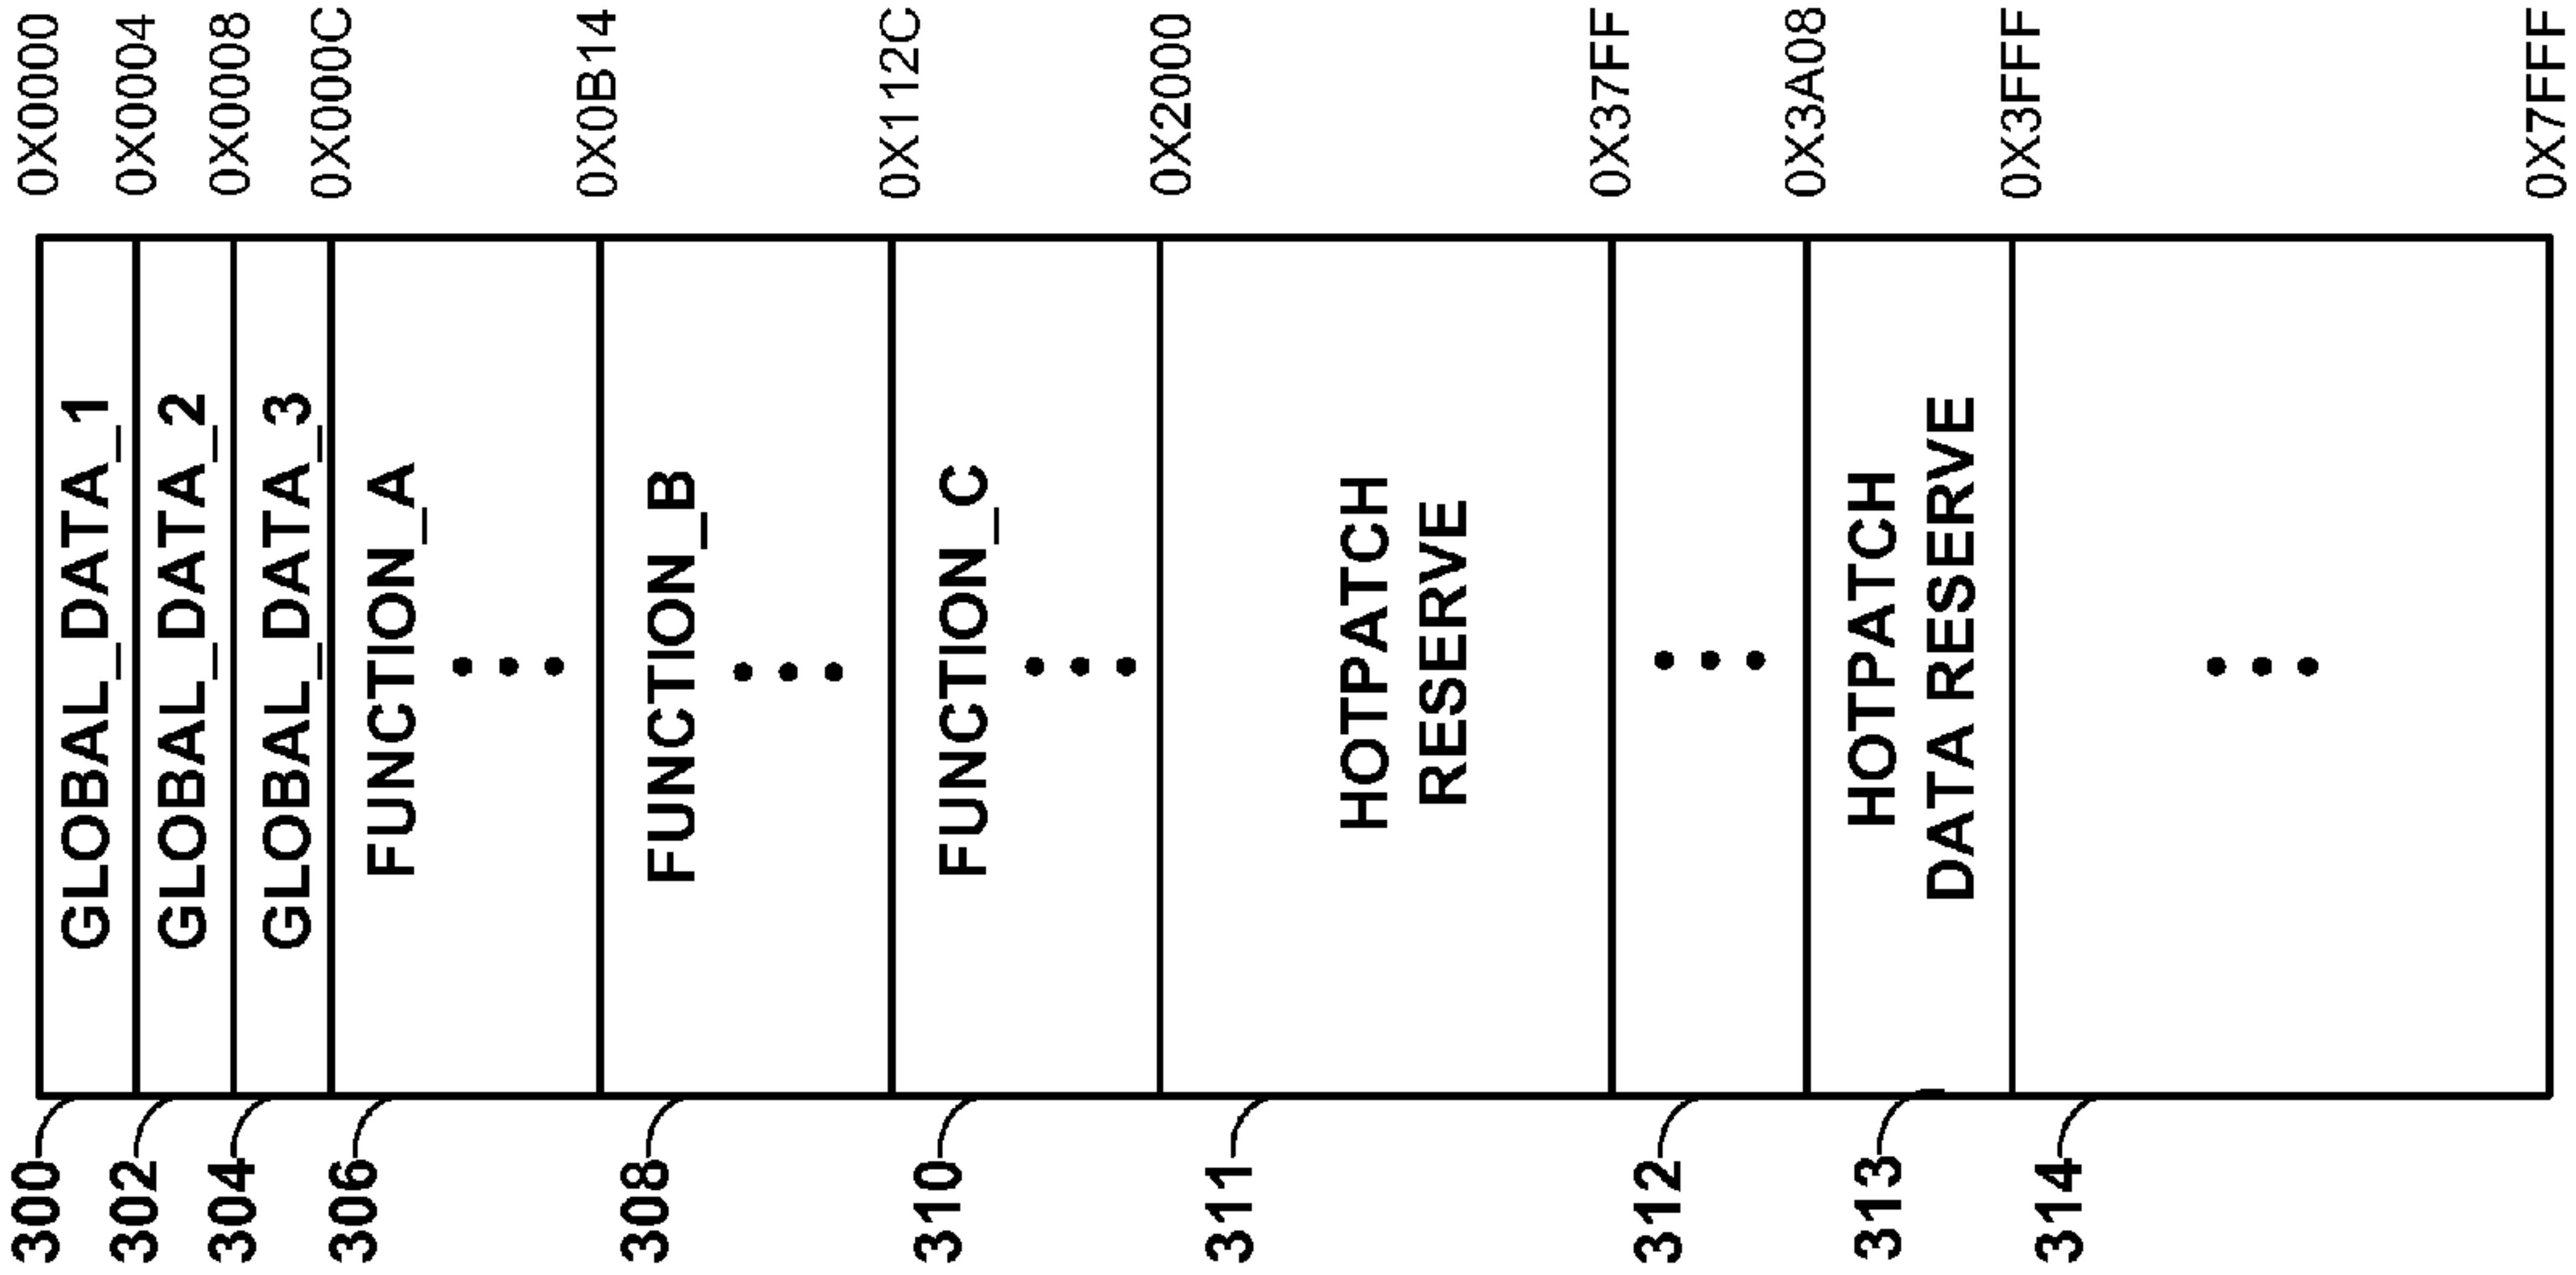 0X0000
300
GLOBAL_DATA_1
0X0004
302
GLOBAL_DATA_2
0X0008
304
GLOBAL_DATA_3
0X000C
306
FUNCTION_A
0X0B14
308
FUNCTION_B
0X112C
310
FUNCTION_C
0X2000
311
HOTPATCH
RESERVE
0X37FF
312
0X3A08
313
HOTPATCH
DATA RESERVE
0X3FFF
314
0X7FFF